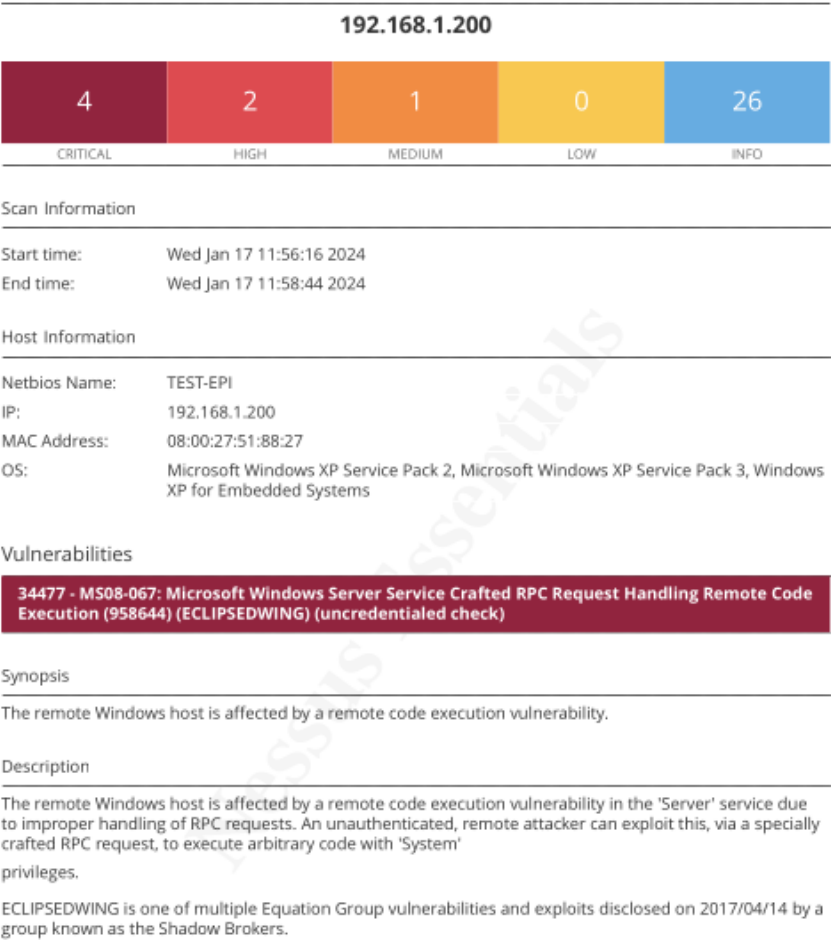 192.168.1.200
4 2 1 0 26
CRITICAL HIGH MEDIUM LOW INFO
Scan Information
Start time: Wed Jan 17 11:56:16 2024
End time: Wed Jan 17 11:58:44 2024
Host Information
Netbios Name: TEST-EPI
IP: 192.168.1.200
MAC Address: 08:00:27:51:88:27
OS: Microsoft Windows XP Service Pack 2, Microsoft Windows XP Service Pack 3, Windows
XP for Embedded Systems
Vulnerabilities
34477 - MS08-067: Microsoft Windows Server Service Crafted RPC Request Handling Remote Code
Execution (958644) (ECLIPSEDWING) (uncredentialed check)
Synopsis
The remote Windows host is affected by a remote code execution vulnerability.
Description
The remote Windows host is affected by a remote code execution vulnerability in the 'Server' service due
to improper handling of RPC requests. An unauthenticated, remote attacker can exploit this, via a specially
crafted RPC request, to execute arbitrary code with 'System'
privileges.
ECLIPSEDWING is one of multiple Equation Group vulnerabilities and exploits disclosed on 2017/04/14 by a
group known as the Shadow Brokers.
Nessus Essentials